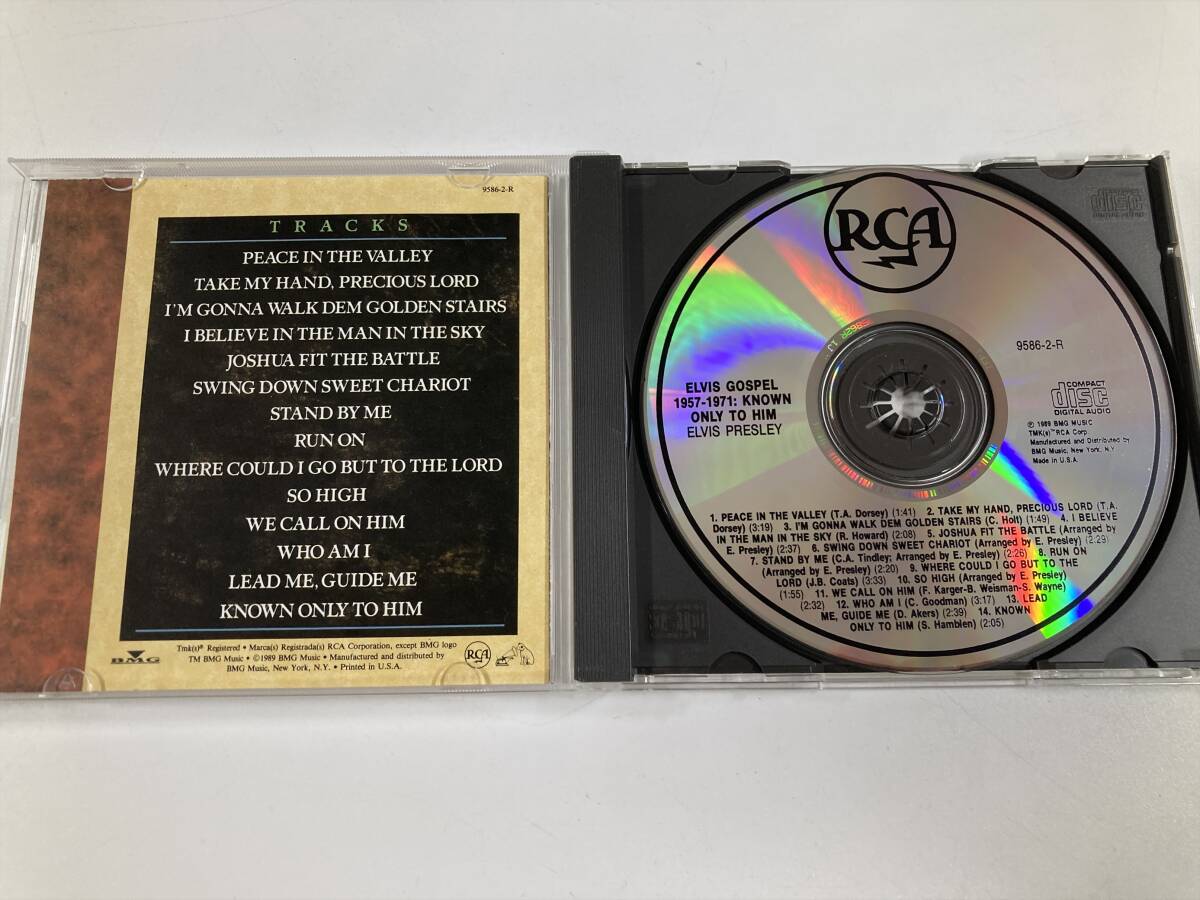 9586-2-R
TRACKS
PEACE IN THE VALLEY
TAKE MY HAND, PRECIOUS LORD
I'M GONNA WALK DEM GOLDEN STAIRS
I BELIEVE IN THE MAN IN THE SKY
JOSHUA FIT THE BATTLE
SWING DOWN SWEET CHARIOT
STAND BY ME
RUN ON
WHERE COULD I GO BUT TO THE LORD
SO HIGH
WE CALL ON HIM
WHO AM I
LEAD ME, GUIDE ME
KNOWN ONLY TO HIM
BMG
Tmk(s)® Registered • Marca(s) Registrada(s) RCA Corporation, except BMG logo
TM BMG Music • ©1989 BMG Music • Manufactured and distributed by
BMG Music, New York, N.Y. • Printed in U.S.A.
RCA
RCA
9586-2-R
ELVIS GOSPEL
1957-1971: KNOWN
ONLY TO HIM
ELVIS PRESLEY
COMPACT
disc
DIGITAL AUDIO
℗ 1989 BMG MUSIC
TMK(s)™RCA Corp.
Manufactured and Distributed by
BMG Music, New York, N.Y.
Made in U.S.A.
1. PEACE IN THE VALLEY (T.A. Dorsey) (1:41) 2. TAKE MY HAND, PRECIOUS LORD (T.A.
Dorsey) (3:19) 3. I'M GONNA WALK DEM GOLDEN STAIRS (C. Holt) (1:49) 4. I BELIEVE
IN THE MAN IN THE SKY (R. Howard) (2:08) 5. JOSHUA FIT THE BATTLE (Arranged by
E. Presley) (2:37) 6. SWING DOWN SWEET CHARIOT (Arranged by E. Presley) (2:29)
7. STAND BY ME (C.A. Tindley; Arranged by E. Presley) (2:26) 8. RUN ON
(Arranged by E. Presley) (2:20) 9. WHERE COULD I GO BUT TO THE
LORD (J.B. Coats) (3:33) 10. SO HIGH (Arranged by E. Presley)
(1:55) 11. WE CALL ON HIM (F. Karger-B. Weisman-S. Wayne)
(2:32) 12. WHO AM I (C. Goodman) (3:17) 13. LEAD
ME, GUIDE ME (D. Akers) (2:39) 14. KNOWN
ONLY TO HIM (S. Hamblen) (2:05)